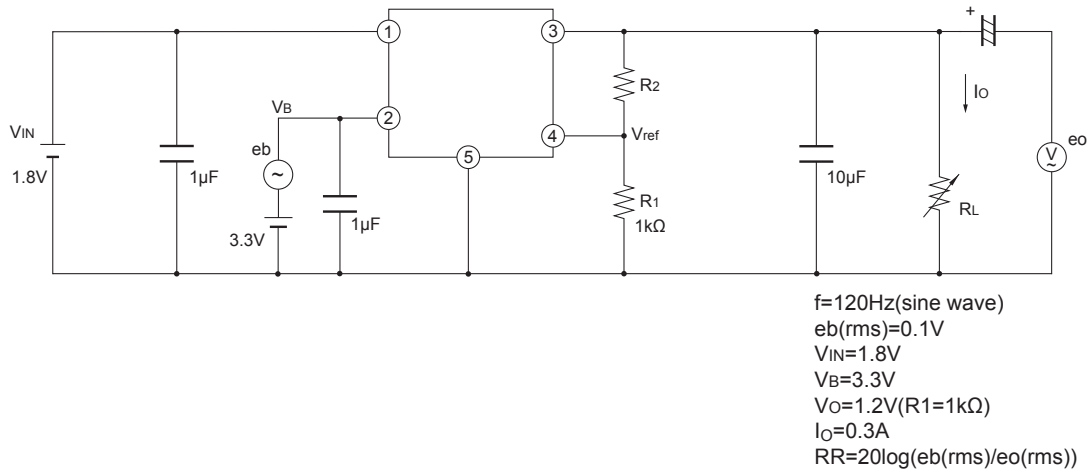 1
3
+
R2
IO
VB
2
VIN
4
Vref
eb
~
5
V
~
eo
1.8V
1µF
10µF
R1
1kΩ
RL
1µF
3.3V
f=120Hz(sine wave)
eb(rms)=0.1V
VIN=1.8V
VB=3.3V
VO=1.2V(R1=1kΩ)
IO=0.3A
RR=20log(eb(rms)/eo(rms))